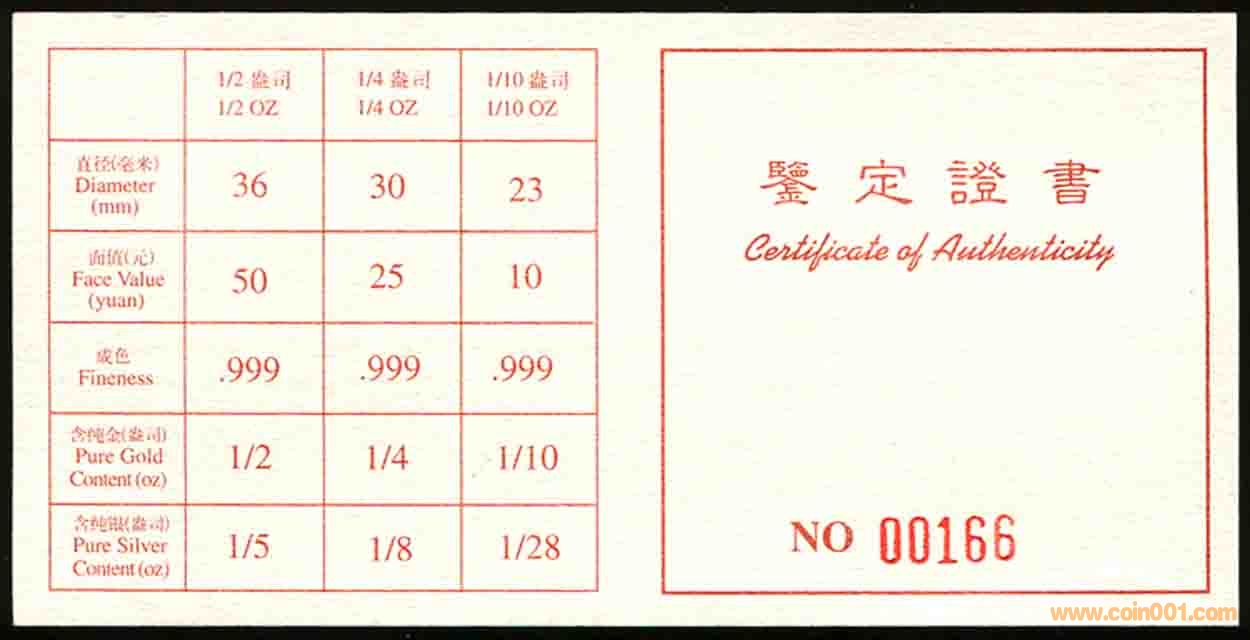 1/2 盎司
1/2 OZ
1/4 盎司
1/4 OZ
1/10 盎司
1/10 OZ
直径(毫米)
Diameter
(mm)
36
30
23
面值(元)
Face Value
(yuan)
50
25
10
成色
Fineness
.999
.999
.999
含纯金(盎司)
Pure Gold
Content (oz)
1/2
1/4
1/10
含纯银(盎司)
Pure Silver
Content (oz)
1/5
1/8
1/28
鑒定證書
Certificate of Authenticity
NO 00166
www.coin001.com